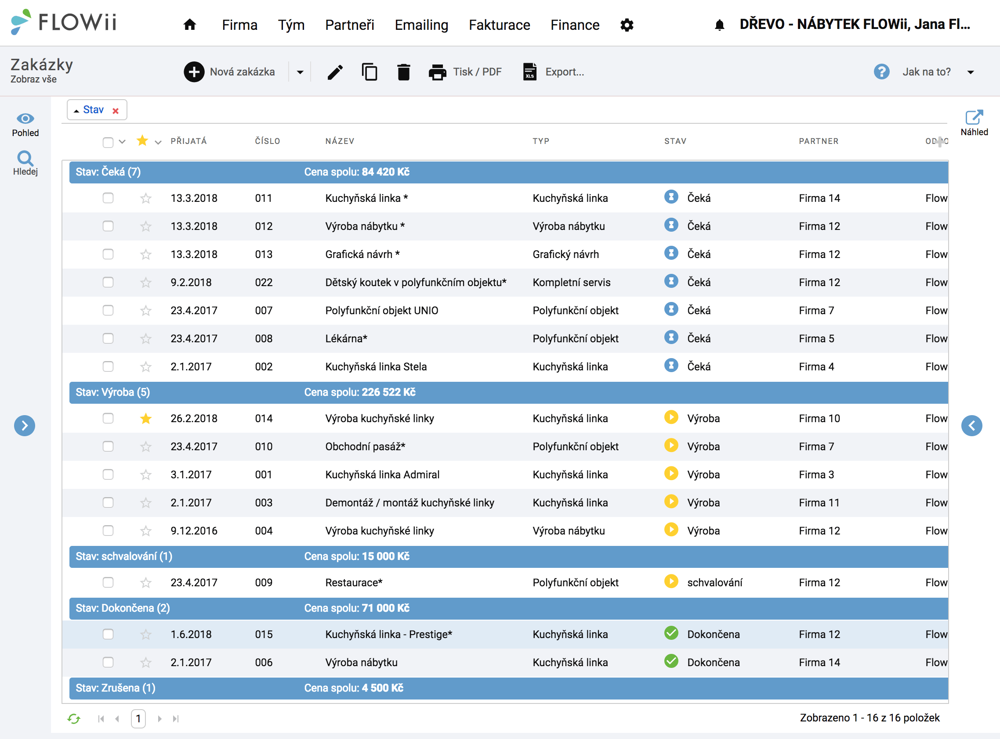 FLOWii
Firma Tým Partneři Emailing Fakturace Finance
DŘEVO - NÁBYTEK FLOWii, Jana Fl...
Zakázky
Zobraz vše
Nová zakázka
Tisk / PDF
XLS
Export...
? Jak na to?
Stav
Pohled
Hledej
Náhled
PŘIJATÁ ČÍSLO NÁZEV TYP STAV PARTNER
Stav: Čeká (7) Cena spolu: 84 420 Kč
13.3.2018 011 Kuchyňská linka * Kuchyňská linka Čeká Firma 14 Flow
13.3.2018 012 Výroba nábytku * Výroba nábytku Čeká Firma 12 Flow
13.3.2018 013 Grafická návrh * Grafický návrh Čeká Firma 12 Flow
9.2.2018 022 Dětský koutek v polyfunkčním objektu* Kompletní servis Čeká Firma 12 Flow
23.4.2017 007 Polyfunkční objekt UNIO Polyfunkční objekt Čeká Firma 7 Flow
23.4.2017 008 Lékárna* Polyfunkční objekt Čeká Firma 5 Flow
2.1.2017 002 Kuchyňská linka Stela Kuchyňská linka Čeká Firma 4 Flow
Stav: Výroba (5) Cena spolu: 226 522 Kč
26.2.2018 014 Výroba kuchyňské linky Kuchyňská linka Výroba Firma 10 Flow
23.4.2017 010 Obchodní pasáž* Polyfunkční objekt Výroba Firma 7 Flow
3.1.2017 001 Kuchyňská linka Admiral Kuchyňská linka Výroba Firma 3 Flow
2.1.2017 003 Demontáž / montáž kuchyňské linky Kuchyňská linka Výroba Firma 11 Flow
9.12.2016 004 Výroba kuchyňské linky Výroba nábytku Výroba Firma 12 Flow
Stav: schvalování (1) Cena spolu: 15 000 Kč
23.4.2017 009 Restaurace* Polyfunkční objekt schvalování Firma 12 Flow
Stav: Dokončena (2) Cena spolu: 71 000 Kč
1.6.2018 015 Kuchyňská linka - Prestige* Kuchyňská linka Dokončena Firma 12 Flow
2.1.2017 006 Výroba nábytku Kuchyňská linka Dokončena Firma 14 Flow
Stav: Zrušena (1) Cena spolu: 4 500 Kč
1
Zobrazeno 1 - 16 z 16 položek